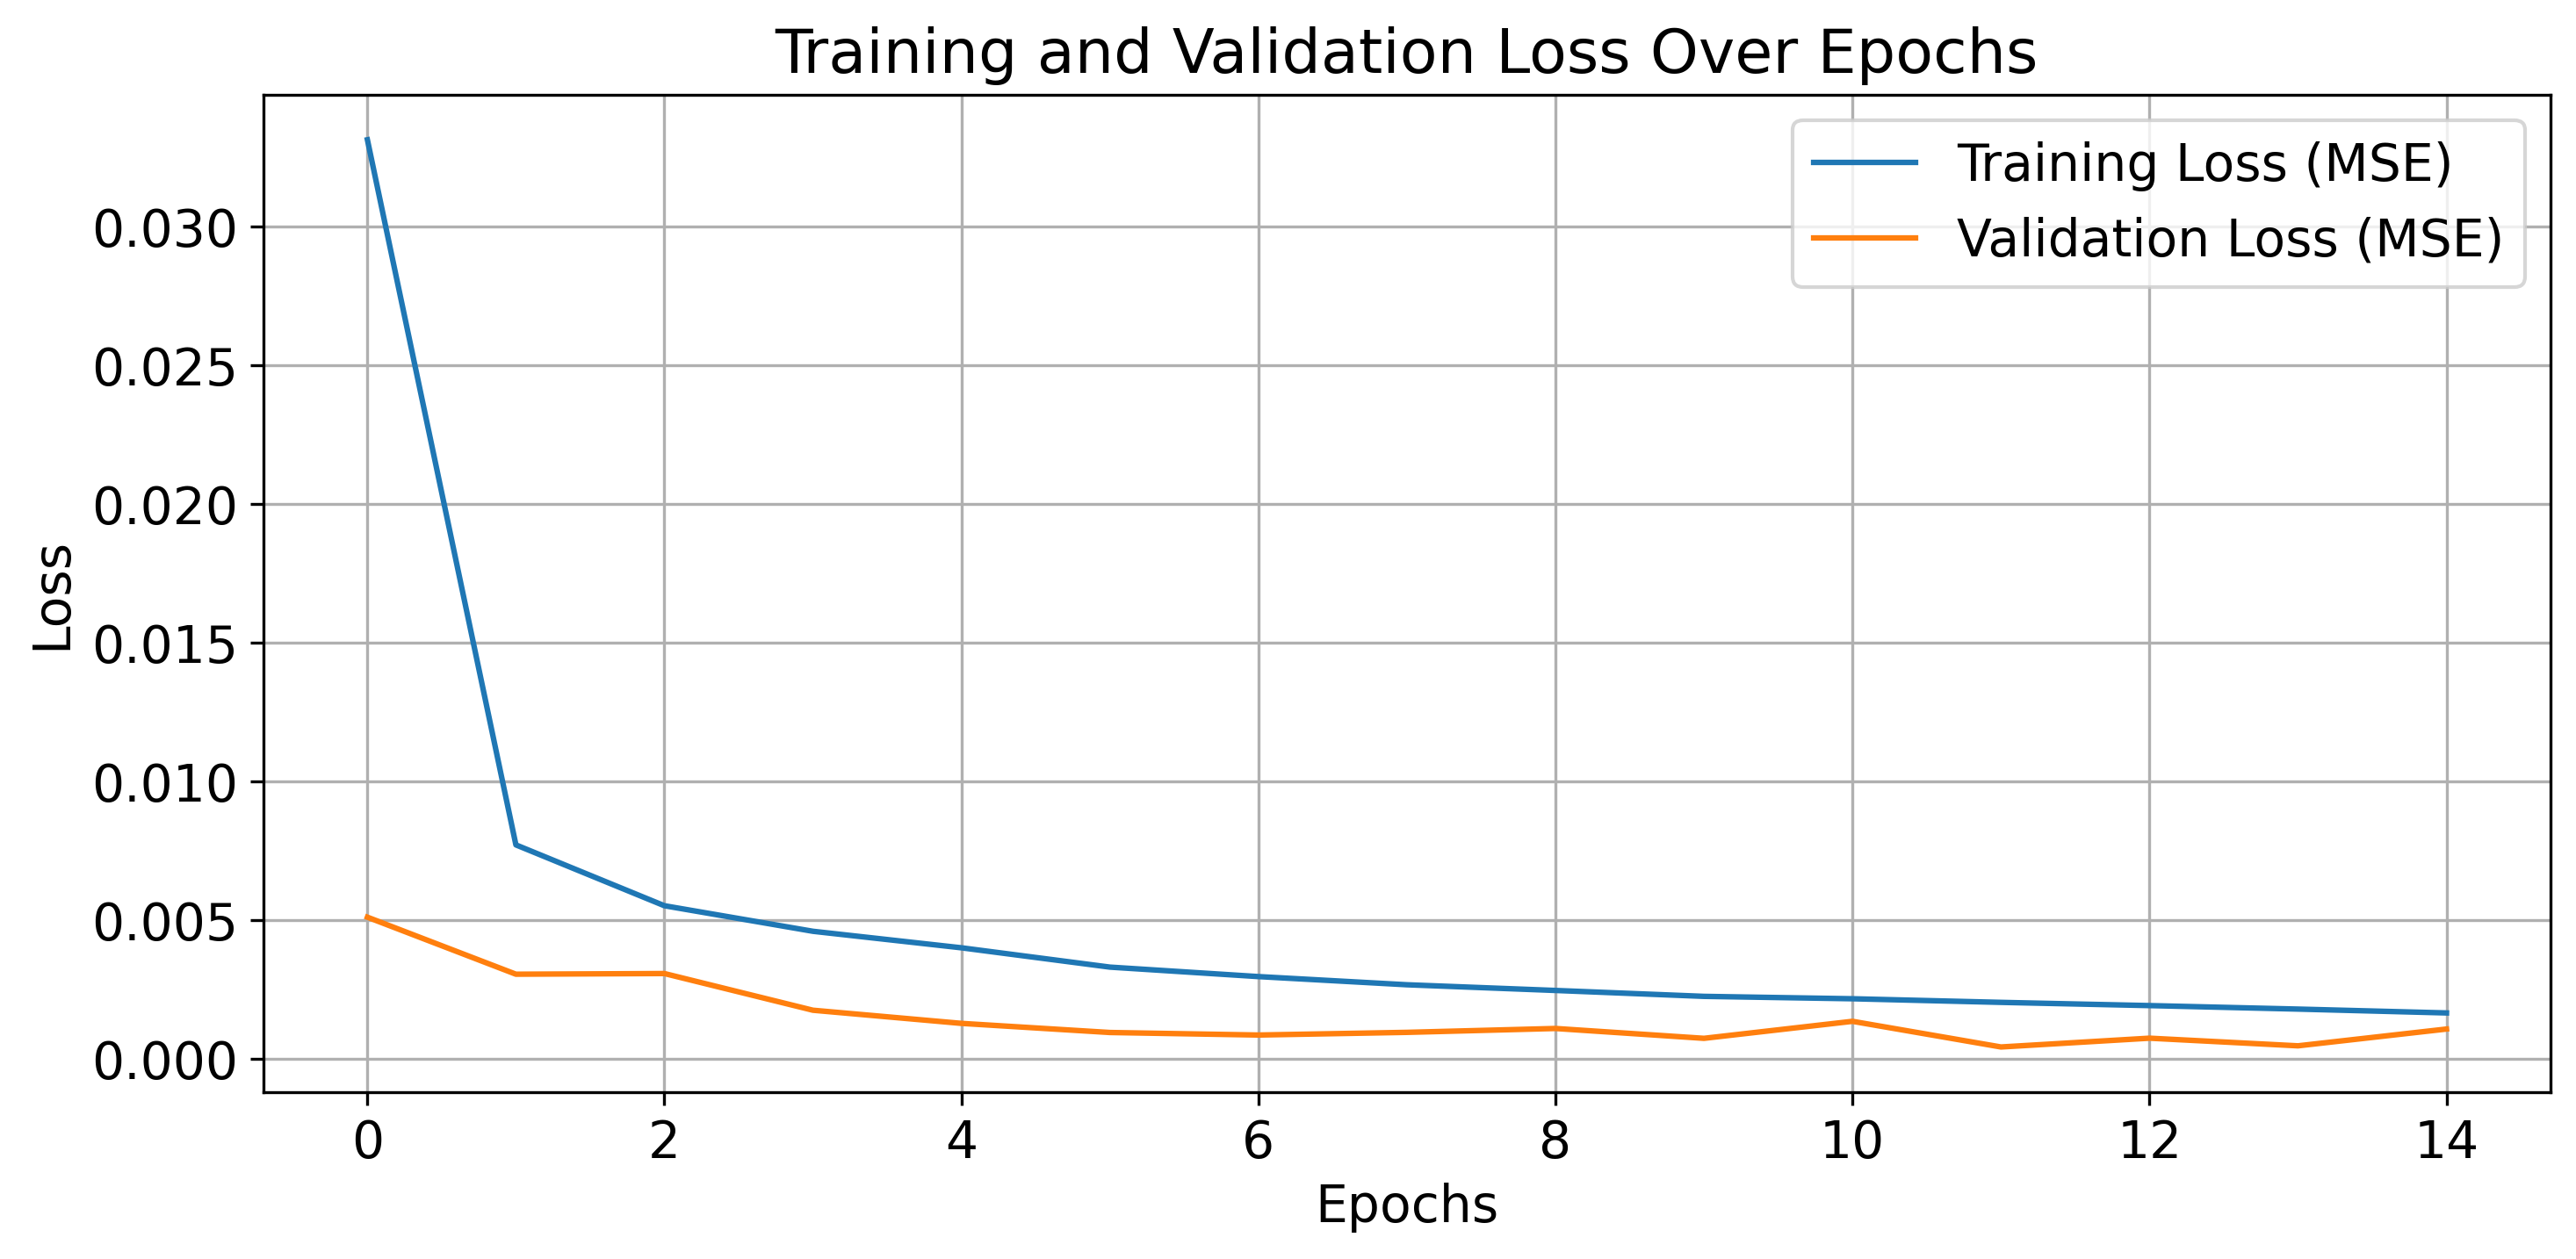 Training and Validation Loss Over Epochs
Training Loss (MSE)
Validation Loss (MSE)
Loss
0.030
0.025
0.020
0.015
0.010
0.005
0.000
0 2 4 6 8 10 12 14
Epochs